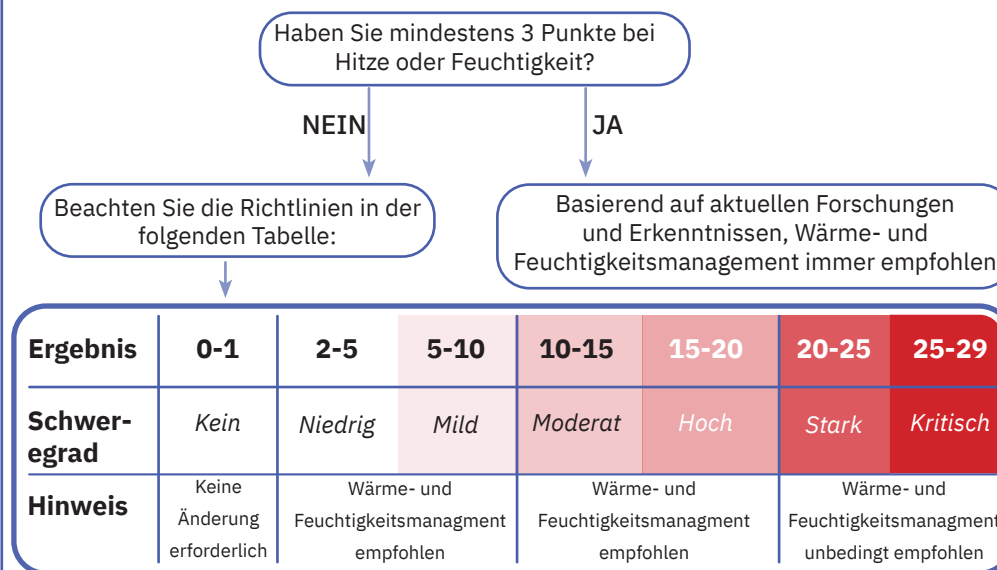 Haben Sie mindestens 3 Punkte bei
Hitze oder Feuchtigkeit?
NEIN
JA
Beachten Sie die Richtlinien in der
folgenden Tabelle:
Basierend auf aktuellen Forschungen
und Erkenntnissen, Wärme- und
Feuchtigkeitsmanagement immer empfohlen
Ergebnis 0-1 2-5 5-10 10-15 15-20 20-25 25-29
Schwer-
egrad
Kein Niedrig Mild Moderat Hoch Stark Kritisch
Hinweis
Keine
Änderung
erforderlich
Wärme- und
Feuchtigkeitsmanagment
empfohlen
Wärme- und
Feuchtigkeitsmanagment
empfohlen
Wärme- und
Feuchtigkeitsmanagment
unbedingt empfohlen